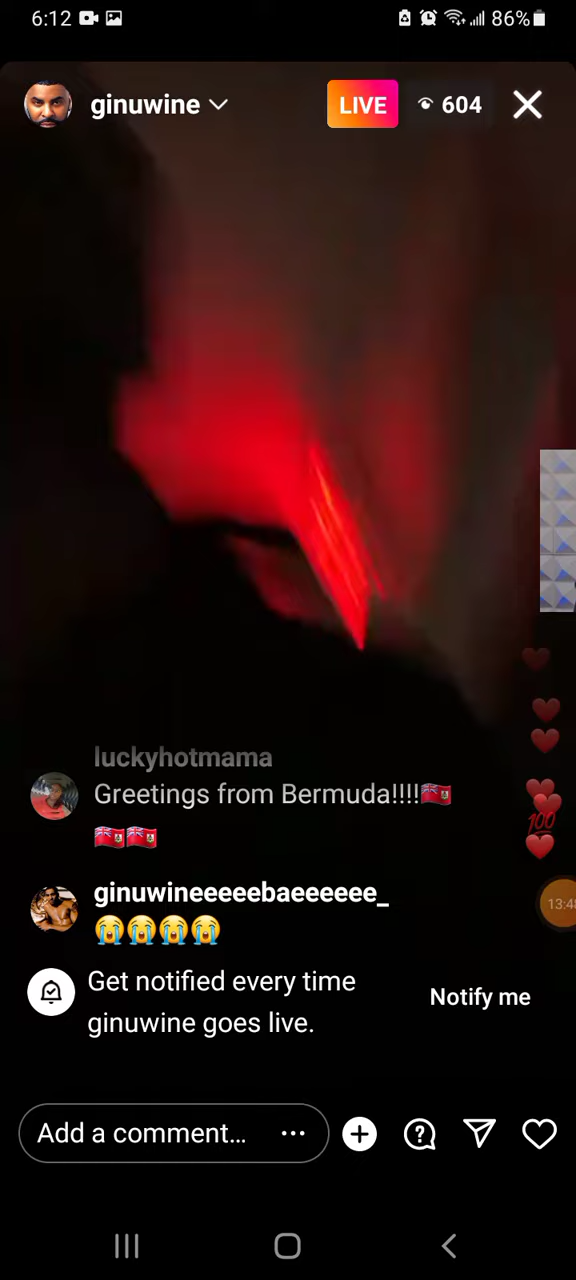 6:12 86%
ginuwine LIVE 604
luckyhotmama
Greetings from Bermuda!!!!🇧🇲
🇧🇲🇧🇲
ginuwineeeeebaeeeeee_
😭😭😭😭
Get notified every time
ginuwine goes live.
Notify me
Add a comment...
💯